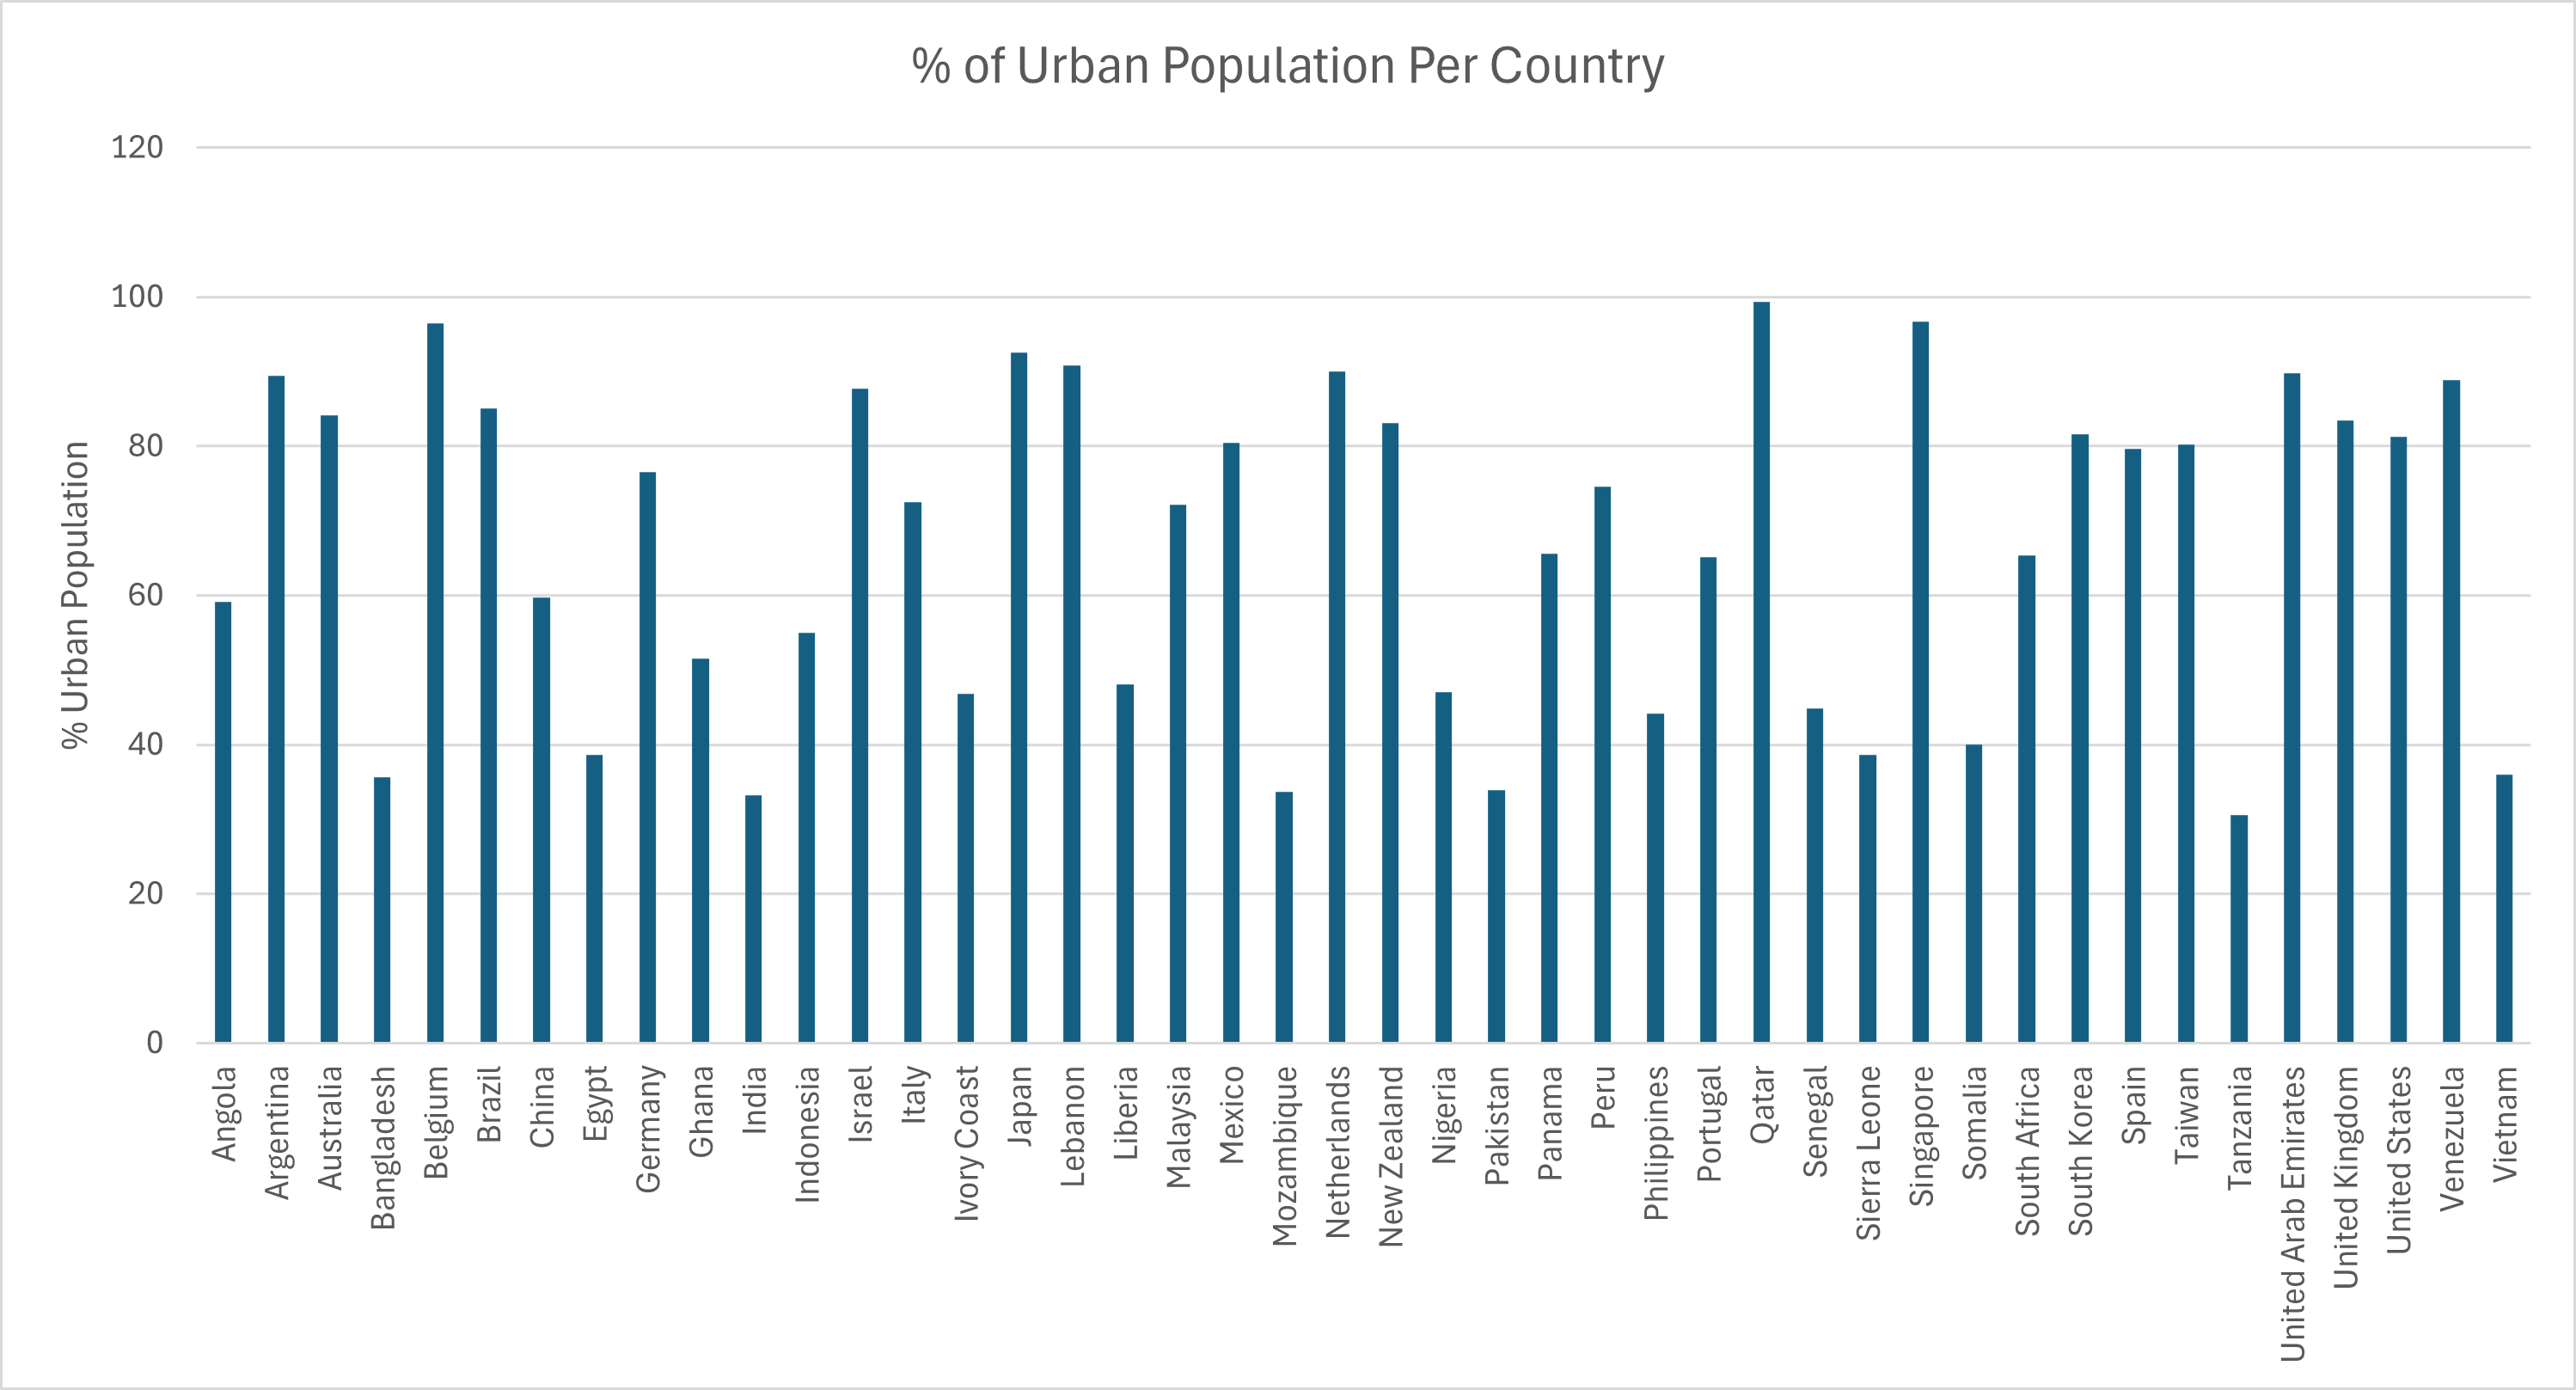 % of Urban Population Per Country
% Urban Population
120
100
80
60
40
20
0
Angola
Argentina
Australia
Bangladesh
Belgium
Brazil
China
Egypt
Germany
Ghana
India
Indonesia
Israel
Italy
Ivory Coast
Japan
Lebanon
Liberia
Malaysia
Mexico
Mozambique
Netherlands
New Zealand
Nigeria
Pakistan
Panama
Peru
Philippines
Portugal
Qatar
Senegal
Sierra Leone
Singapore
Somalia
South Africa
South Korea
Spain
Taiwan
Tanzania
United Arab Emirates
United Kingdom
United States
Venezuela
Vietnam